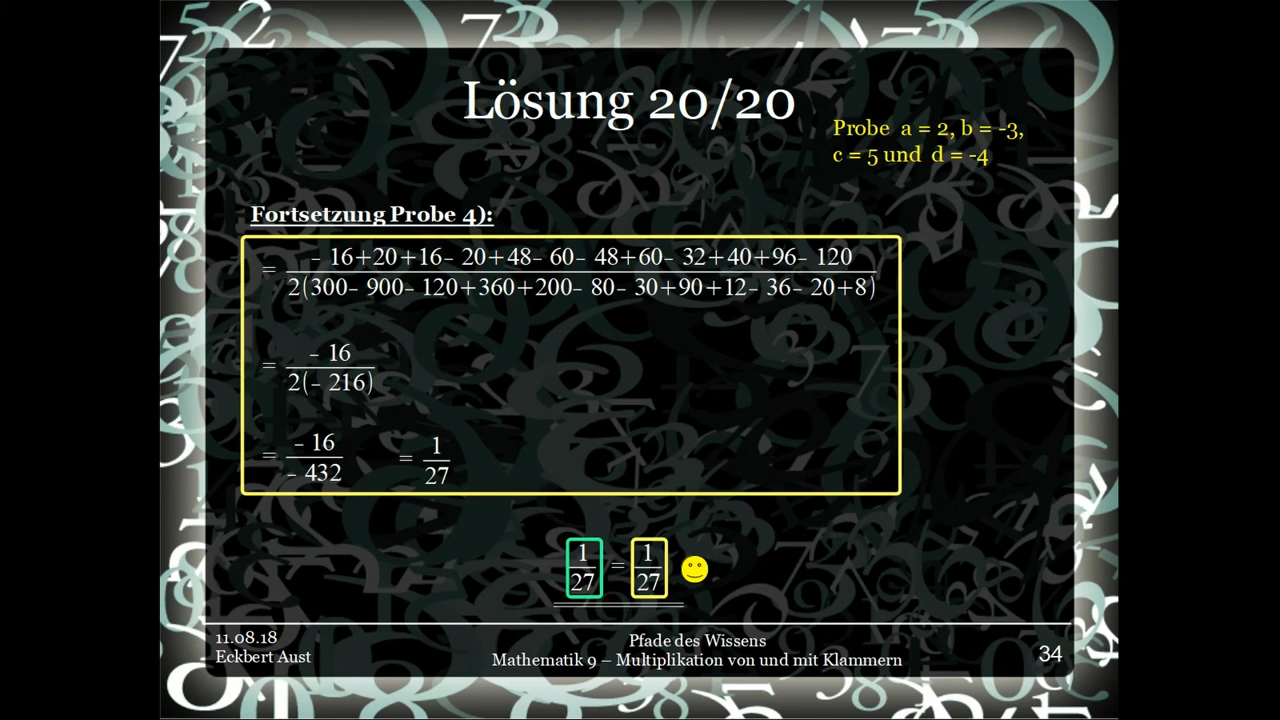 Lösung 20/20
Probe a = 2, b = -3,
c = 5 und d = -4
Fortsetzung Probe 4):
= – 16+20+16– 20+48– 60– 48+60– 32+40+96– 120
2(300– 900– 120+360+200– 80– 30+90+12– 36– 20+8)
= – 16
2(– 216)
= – 16
– 432
= 1
27
1
27
=
1
27
11.08.18
Eckbert Aust
Pfade des Wissens
Mathematik 9 – Multiplikation von und mit Klammern
34